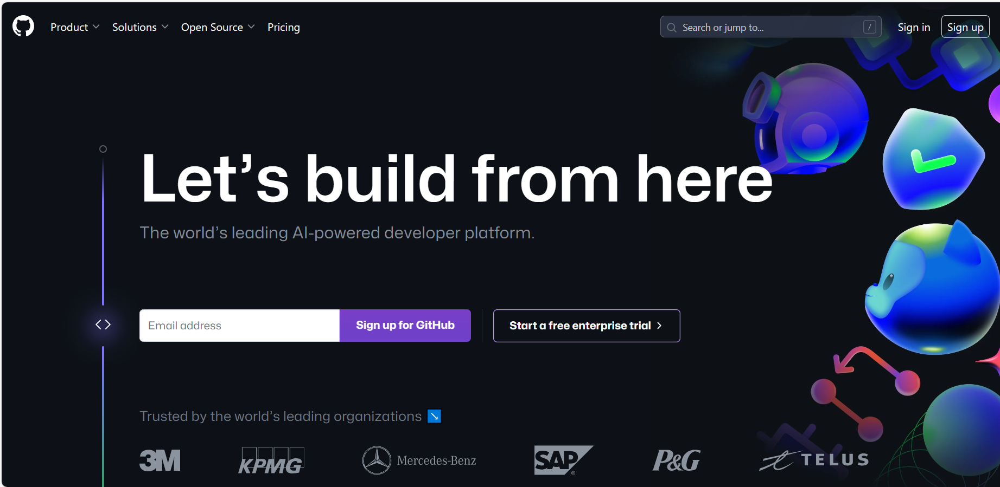 Product Solutions Open Source Pricing Search or jump to... / Sign in Sign up
Let’s build from here
The world’s leading AI-powered developer platform.
Email address Sign up for GitHub Start a free enterprise trial
Trusted by the world’s leading organizations
3M KPMG Mercedes-Benz SAP® P&G TELUS